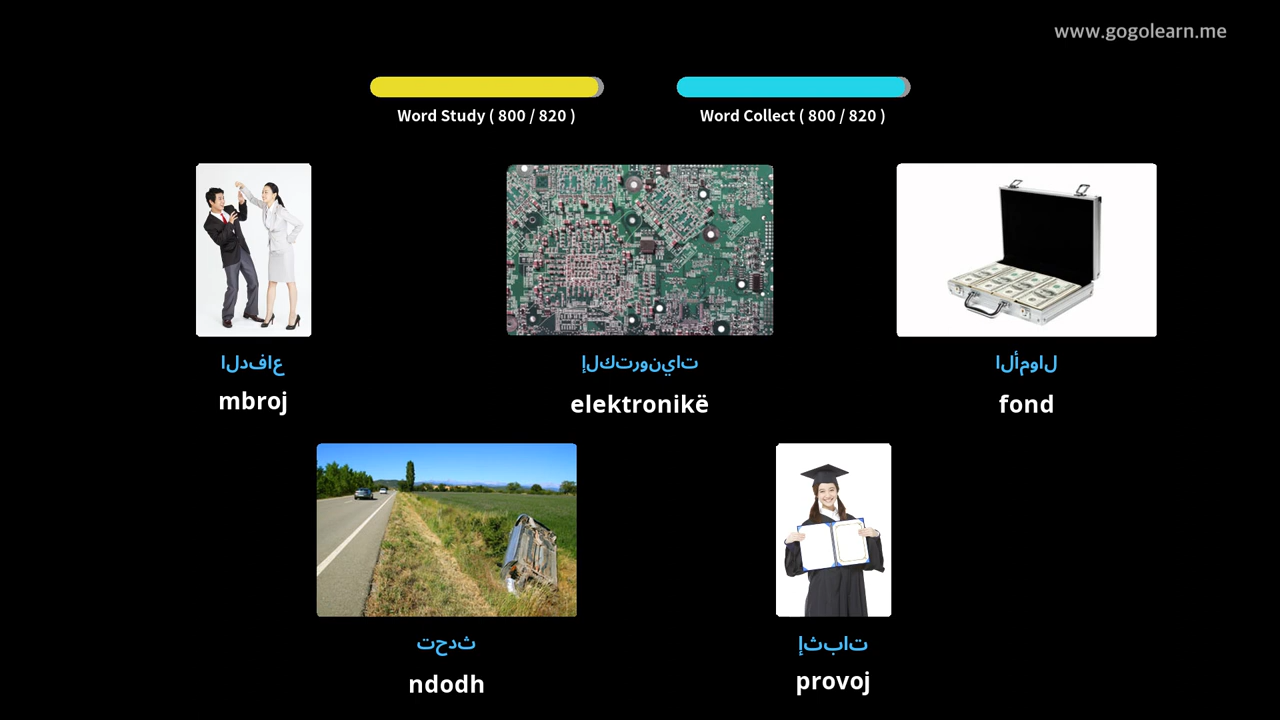 www.gogolearn.me
Word Study ( 800 / 820 )
Word Collect ( 800 / 820 )
الدفاع
إلكترونيات
الأموال
mbroj
elektronikë
fond
تحدث
إثبات
ndodh
provoj